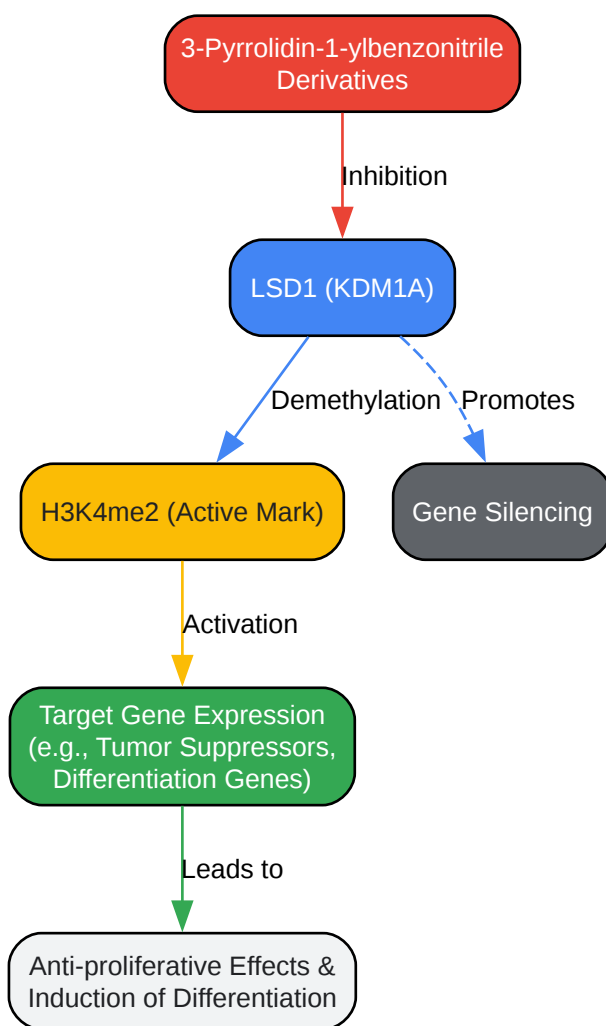 3-Pyrrolidin-1-ylbenzonitrile
Derivatives
Inhibition
LSD1 (KDM1A)
Demethylation
Promotes
H3K4me2 (Active Mark)
Gene Silencing
Activation
Target Gene Expression
(e.g., Tumor Suppressors,
Differentiation Genes)
Leads to
Anti-proliferative Effects &
Induction of Differentiation